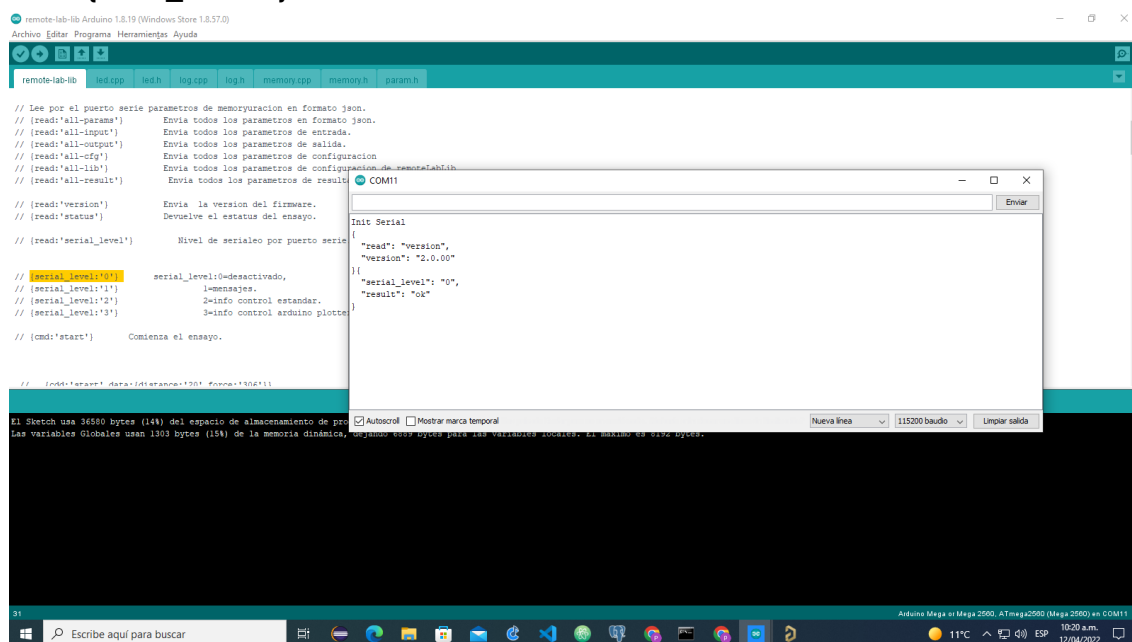 remote-lab-lib Arduino 1.8.19 (Windows Store 1.8.57.0)
Archivo Editar Programa Herramientas Ayuda
remote-lab-lib led.cpp led.h log.cpp log.h memory.cpp memory.h param.h
// Lee por el puerto serie parametros de memoryuracion en formato json.
// {read:'all-params'} Envia todos los parametros en formato json.
// {read:'all-input'} Envia todos los parametros de entrada.
// {read:'all-output'} Envia todos los parametros de salida.
// {read:'all-cfg'} Envia todos los parametros de configuracion
// {read:'all-lib'} Envia todos los parametros de configuracion de remoteLabLib
// {read:'all-result'} Envia todos los parametros de result
// {read:'version'} Envia la version del firmware.
// {read:'status'} Devuelve el estatus del ensayo.
// {read:'serial_level'} Nivel de serialeo por puerto serie
// {serial_level:'0'} serial_level:0=desactivado,
// {serial_level:'1'} 1=mensajes.
// {serial_level:'2'} 2=info control estandar.
// {serial_level:'3'} 3=info control arduino plotte
// {cmd:'start'} Comienza el ensayo.
// {cdd:'start' data:{distance:'20' force:'306'}}
COM11
Enviar
Init Serial
{
"read": "version",
"version": "2.0.00"
}{
"serial_level": "0",
"result": "ok"
}
Autoscroll Mostrar marca temporal Nueva línea 115200 baudio Limpiar salida
El Sketch usa 36580 bytes (14%) del espacio de almacenamiento de pro
Las variables Globales usan 1303 bytes (15%) de la memoria dinámica, dejando 6889 bytes para las variables locales. El máximo es 8192 bytes.
31 Arduino Mega or Mega 2560, ATmega2560 (Mega 2560) en COM11
Escribe aquí para buscar
11°C ESP 10:20 a.m.
12/04/2022